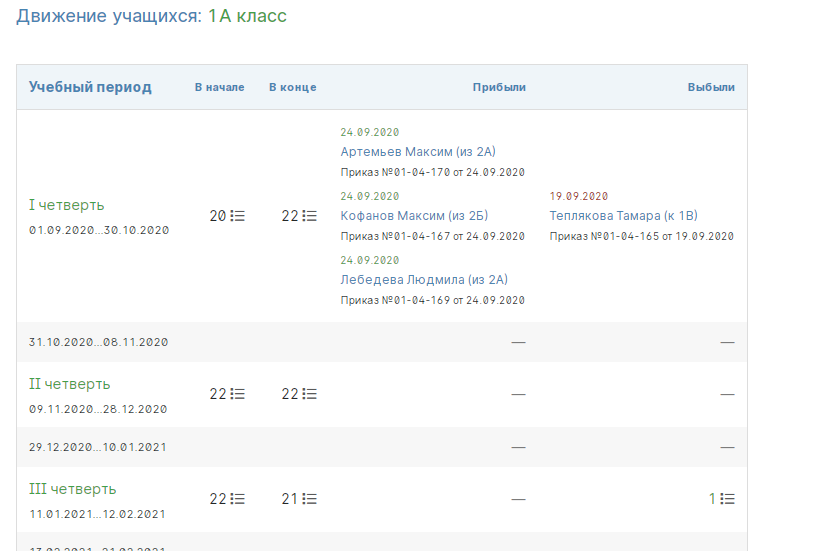 Движение учащихся: 1А класс
Учебный период В начале В конце Прибыли Выбыли
I четверть
01.09.2020...30.10.2020
20 22
24.09.2020
Артемьев Максим (из 2А)
Приказ №01-04-170 от 24.09.2020
24.09.2020
Кофанов Максим (из 2Б)
Приказ №01-04-167 от 24.09.2020
24.09.2020
Лебедева Людмила (из 2А)
Приказ №01-04-169 от 24.09.2020
19.09.2020
Теплякова Тамара (к 1В)
Приказ №01-04-165 от 19.09.2020
31.10.2020...08.11.2020 — —
II четверть
09.11.2020...28.12.2020
22 22 — —
29.12.2020...10.01.2021 — —
III четверть
11.01.2021...12.02.2021
22 21 — 1